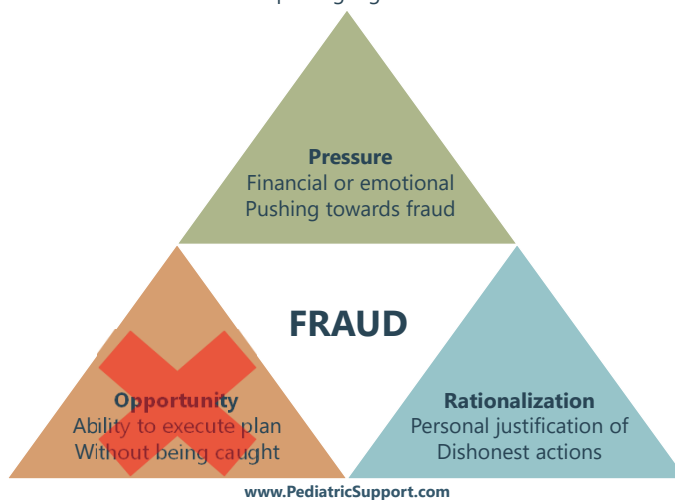 Pressure
Financial or emotional
Pushing towards fraud
FRAUD
Opportunity
Ability to execute plan
Without being caught
Rationalization
Personal justification of
Dishonest actions
www.PediatricSupport.com